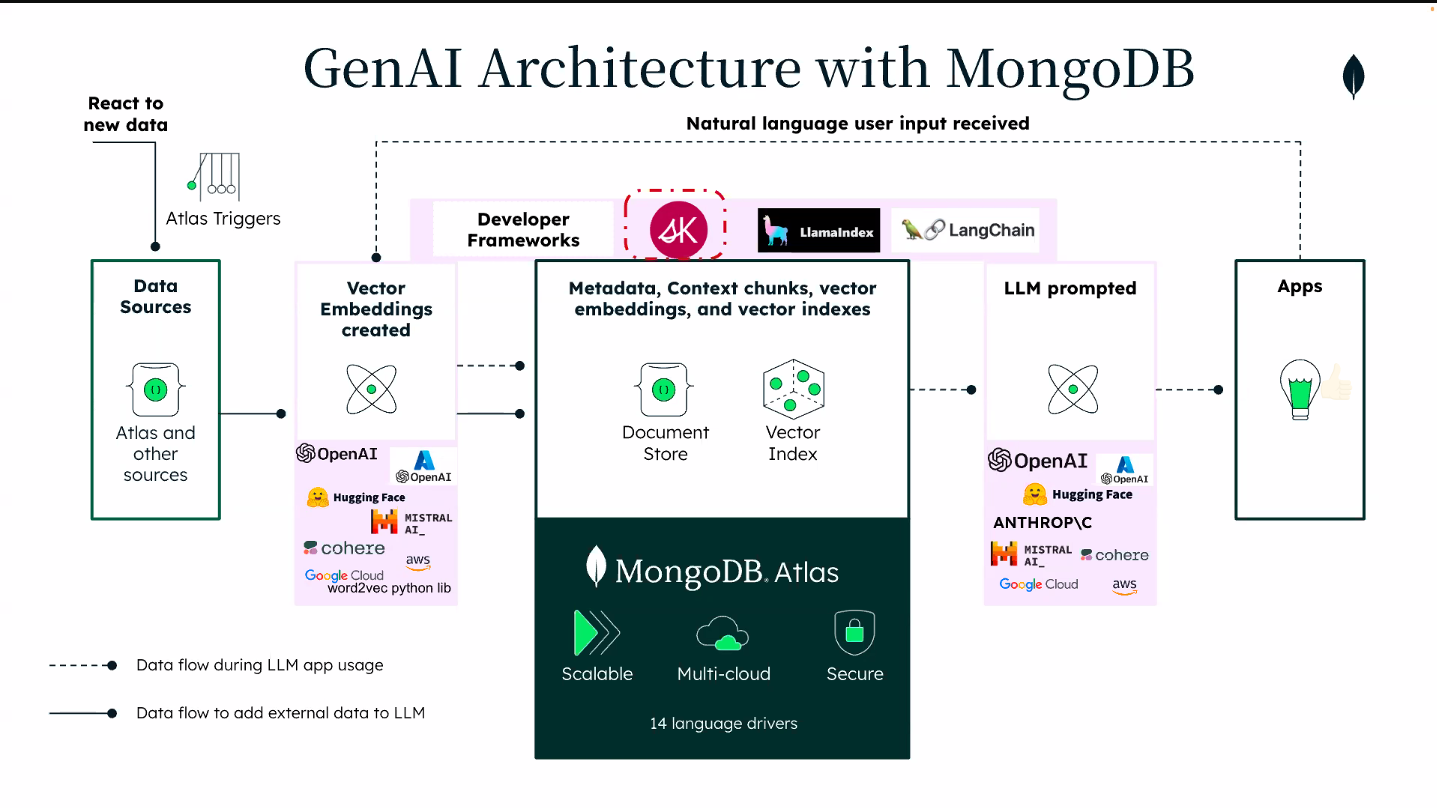 GenAI Architecture with MongoDB
React to
new data
Natural language user input received
Atlas Triggers
Developer
Frameworks
SK
LlamaIndex
LangChain
Data
Sources
Atlas and
other
sources
Vector
Embeddings
created
OpenAI
OpenAI
Hugging Face
MISTRAL
AI_
cohere
aws
Google Cloud
word2vec python lib
Metadata, Context chunks, vector
embeddings, and vector indexes
Document
Store
Vector
Index
MongoDB. Atlas
Scalable
Multi-cloud
Secure
14 language drivers
LLM prompted
OpenAI
OpenAI
Hugging Face
ANTHROP\C
MISTRAL
AI_
cohere
Google Cloud
aws
Apps
Data flow during LLM app usage
Data flow to add external data to LLM